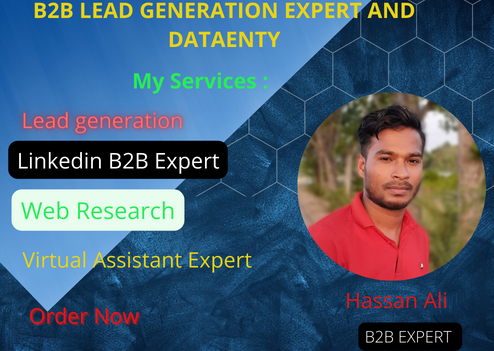 B2B LEAD GENERATION EXPERT AND
DATAENTY
My Services :
Lead generation
Linkedin B2B Expert
Web Research
Virtual Assistant Expert
Order Now
Hassan Ali
B2B EXPERT